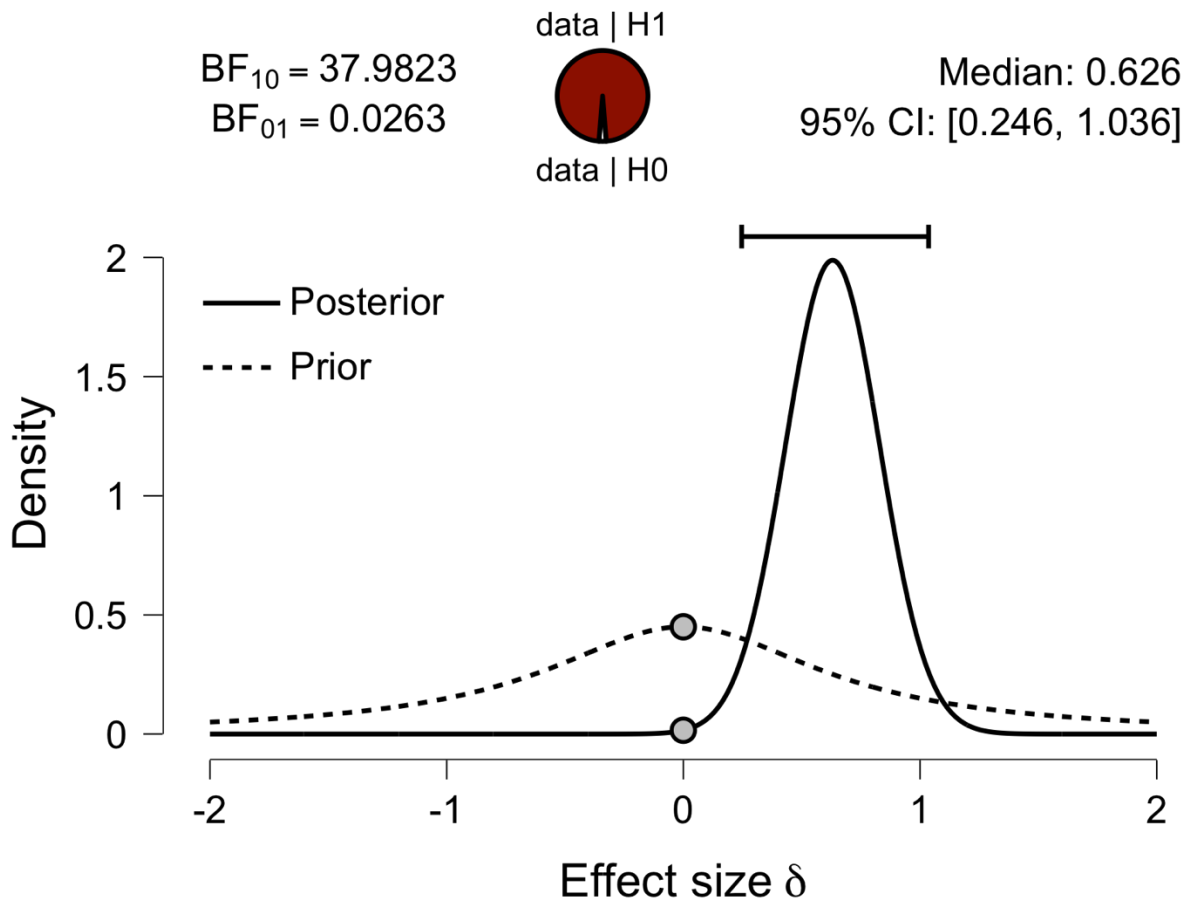 data | H1
BF₁₀ = 37.9823
BF₀₁ = 0.0263
data | H0
Median: 0.626
95% CI: [0.246, 1.036]
Posterior
Prior
Density
2
1.5
1
0.5
0
-2
-1
0
1
2
Effect size δ